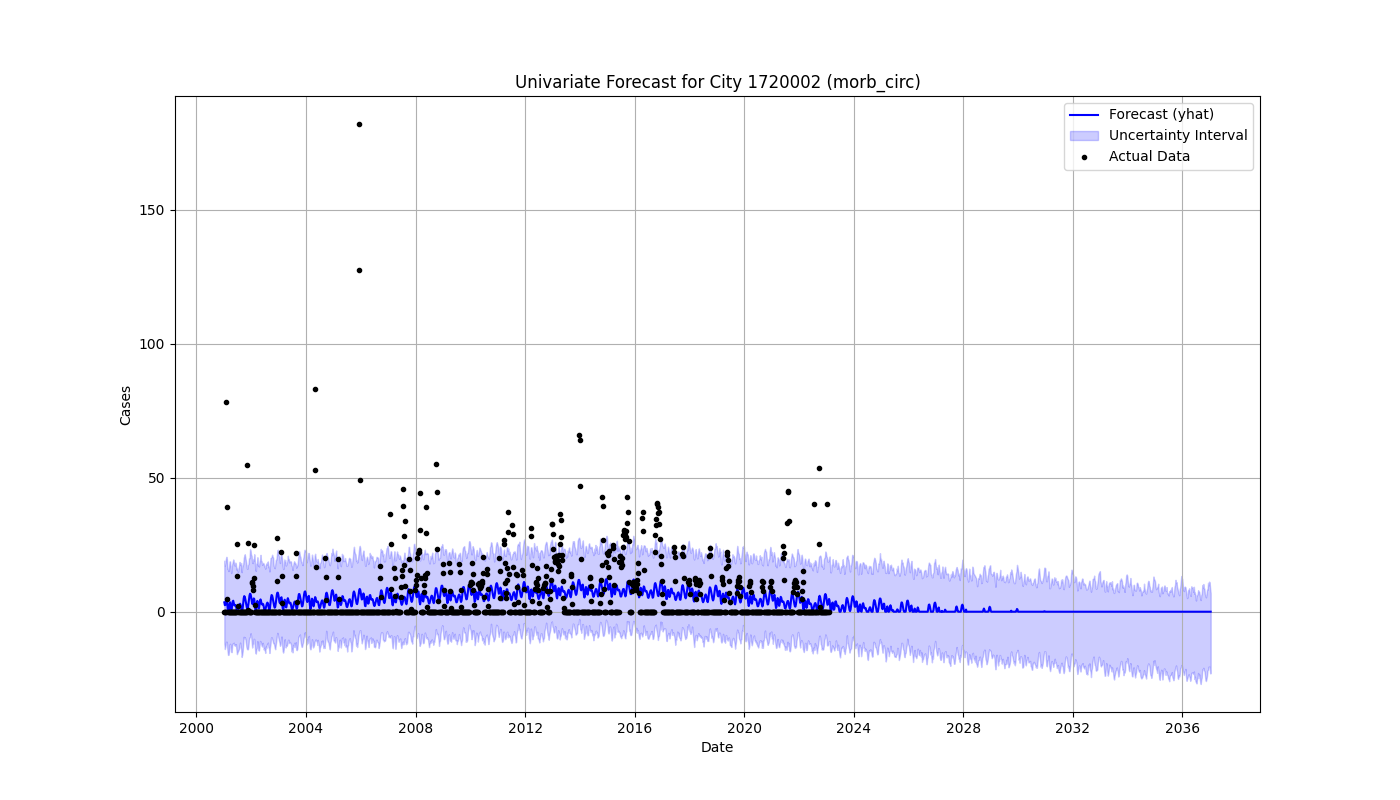 Univariate Forecast for City 1720002 (morb_circ)
Forecast (yhat)
Uncertainty Interval
Actual Data
150
100
50
0
Cases
2000 2004 2008 2012 2016 2020 2024 2028 2032 2036
Date